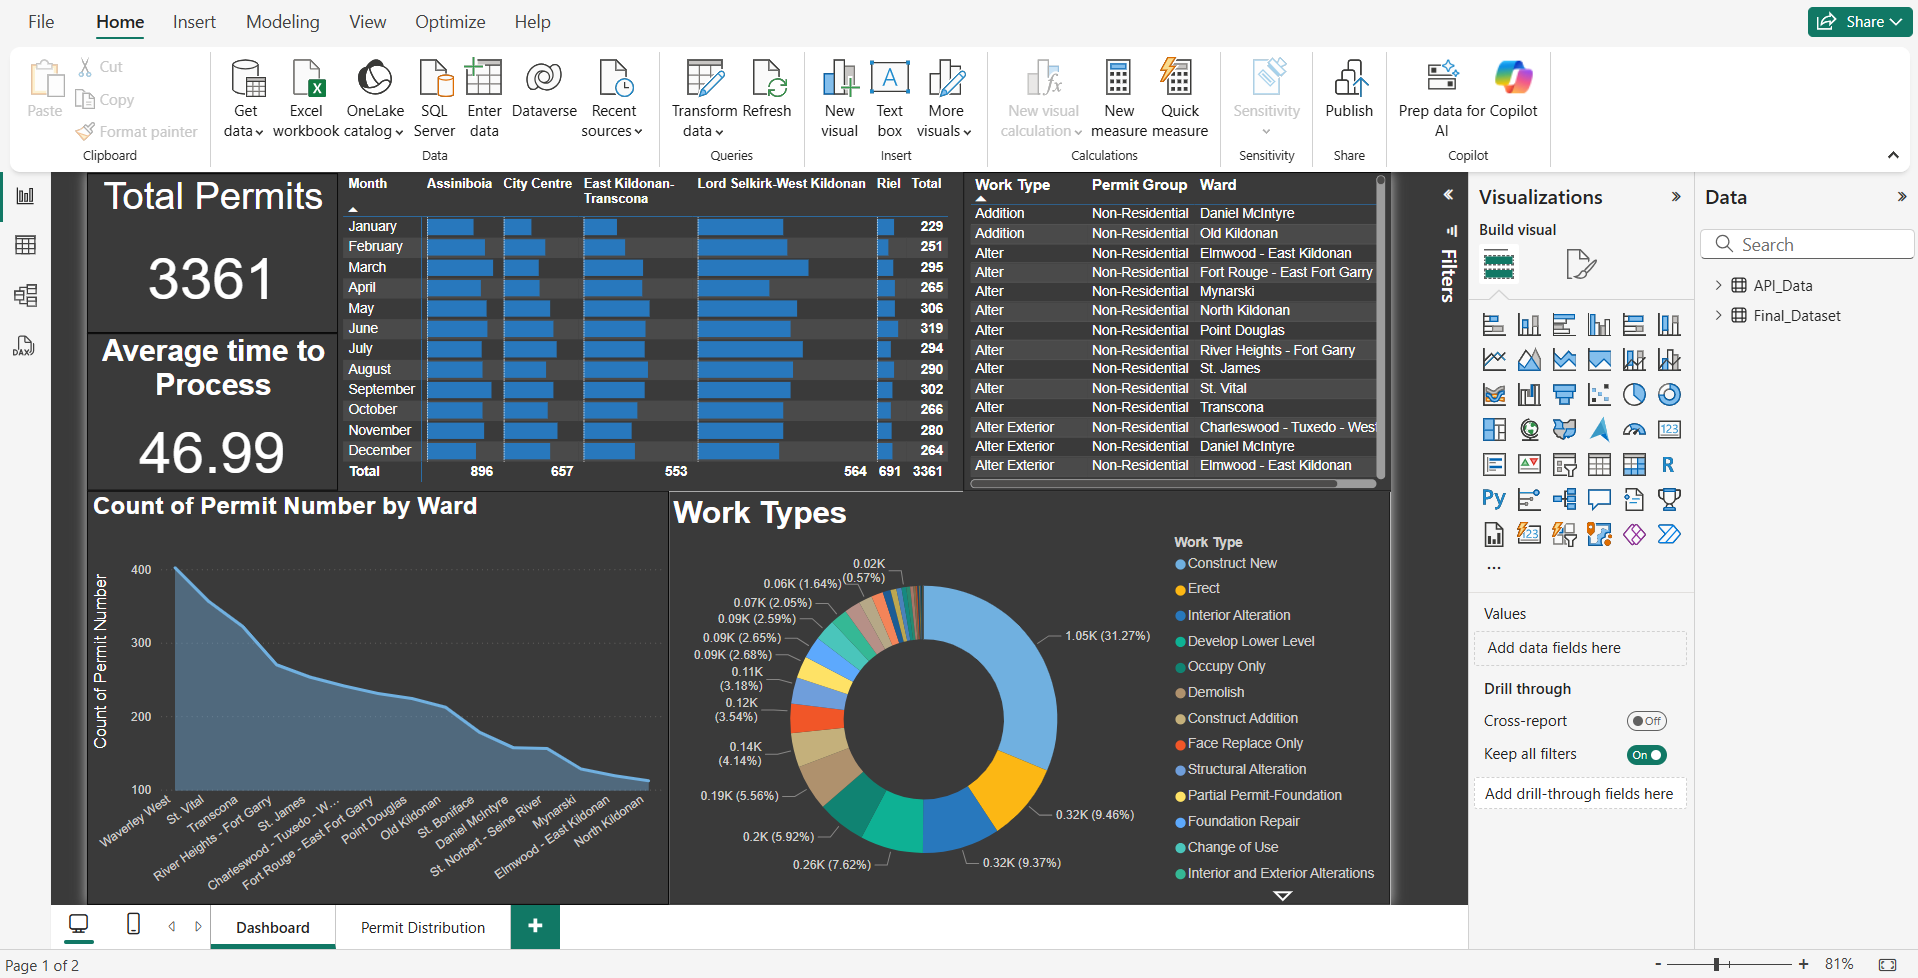 File Home Insert Modeling View Optimize Help Share
Paste
Cut
Copy
Format painter
Clipboard
Get data
Excel workbook
OneLake catalog
SQL Server
Enter data
Dataverse
Recent sources
Data
Transform data
Refresh
Queries
New visual
Text box
More visuals
Insert
New visual calculation
New measure
Quick measure
Calculations
Sensitivity
Sensitivity
Publish
Share
Prep data for AI
Copilot
Copilot
Total Permits
3361
Average time to
Process
46.99
Month Assiniboia City Centre East Kildonan-Transcona Lord Selkirk-West Kildonan Riel Total
January 229
February 251
March 295
April 265
May 306
June 319
July 294
August 290
September 302
October 266
November 280
December 264
Total 896 657 553 564 691 3361
Work Type Permit Group Ward
Addition Non-Residential Daniel McIntyre
Addition Non-Residential Old Kildonan
Alter Non-Residential Elmwood - East Kildonan
Alter Non-Residential Fort Rouge - East Fort Garry
Alter Non-Residential Mynarski
Alter Non-Residential North Kildonan
Alter Non-Residential Point Douglas
Alter Non-Residential River Heights - Fort Garry
Alter Non-Residential St. James
Alter Non-Residential St. Vital
Alter Non-Residential Transcona
Alter Exterior Non-Residential Charleswood - Tuxedo - West
Alter Exterior Non-Residential Daniel McIntyre
Alter Exterior Non-Residential Elmwood - East Kildonan
Count of Permit Number by Ward
Count of Permit Number
400
300
200
100
Waverley West
St. Vital
Transcona
River Heights - Fort Garry
St. James
Charleswood - Tuxedo - W...
Fort Rouge - East Fort Garry
Point Douglas
Old Kildonan
St. Boniface
Daniel McIntyre
St. Norbert - Seine River
Mynarski
Elmwood - East Kildonan
North Kildonan
Work Types
0.02K
(0.57%)
0.06K (1.64%)
0.07K (2.05%)
0.09K (2.59%)
0.09K (2.65%)
0.09K (2.68%)
0.11K
(3.18%)
0.12K
(3.54%)
0.14K
(4.14%)
0.19K (5.56%)
0.2K (5.92%)
0.26K (7.62%)
0.32K (9.37%)
0.32K (9.46%)
1.05K (31.27%)
Work Type
Construct New
Erect
Interior Alteration
Develop Lower Level
Occupy Only
Demolish
Construct Addition
Face Replace Only
Structural Alteration
Partial Permit-Foundation
Foundation Repair
Change of Use
Interior and Exterior Alterations
Filters
Visualizations
Build visual
123
R
Py
123
...
Values
Add data fields here
Drill through
Cross-report Off
Keep all filters On
Add drill-through fields here
Data
Search
API_Data
Final_Dataset
DAX
Dashboard Permit Distribution +
Page 1 of 2
- + 81%